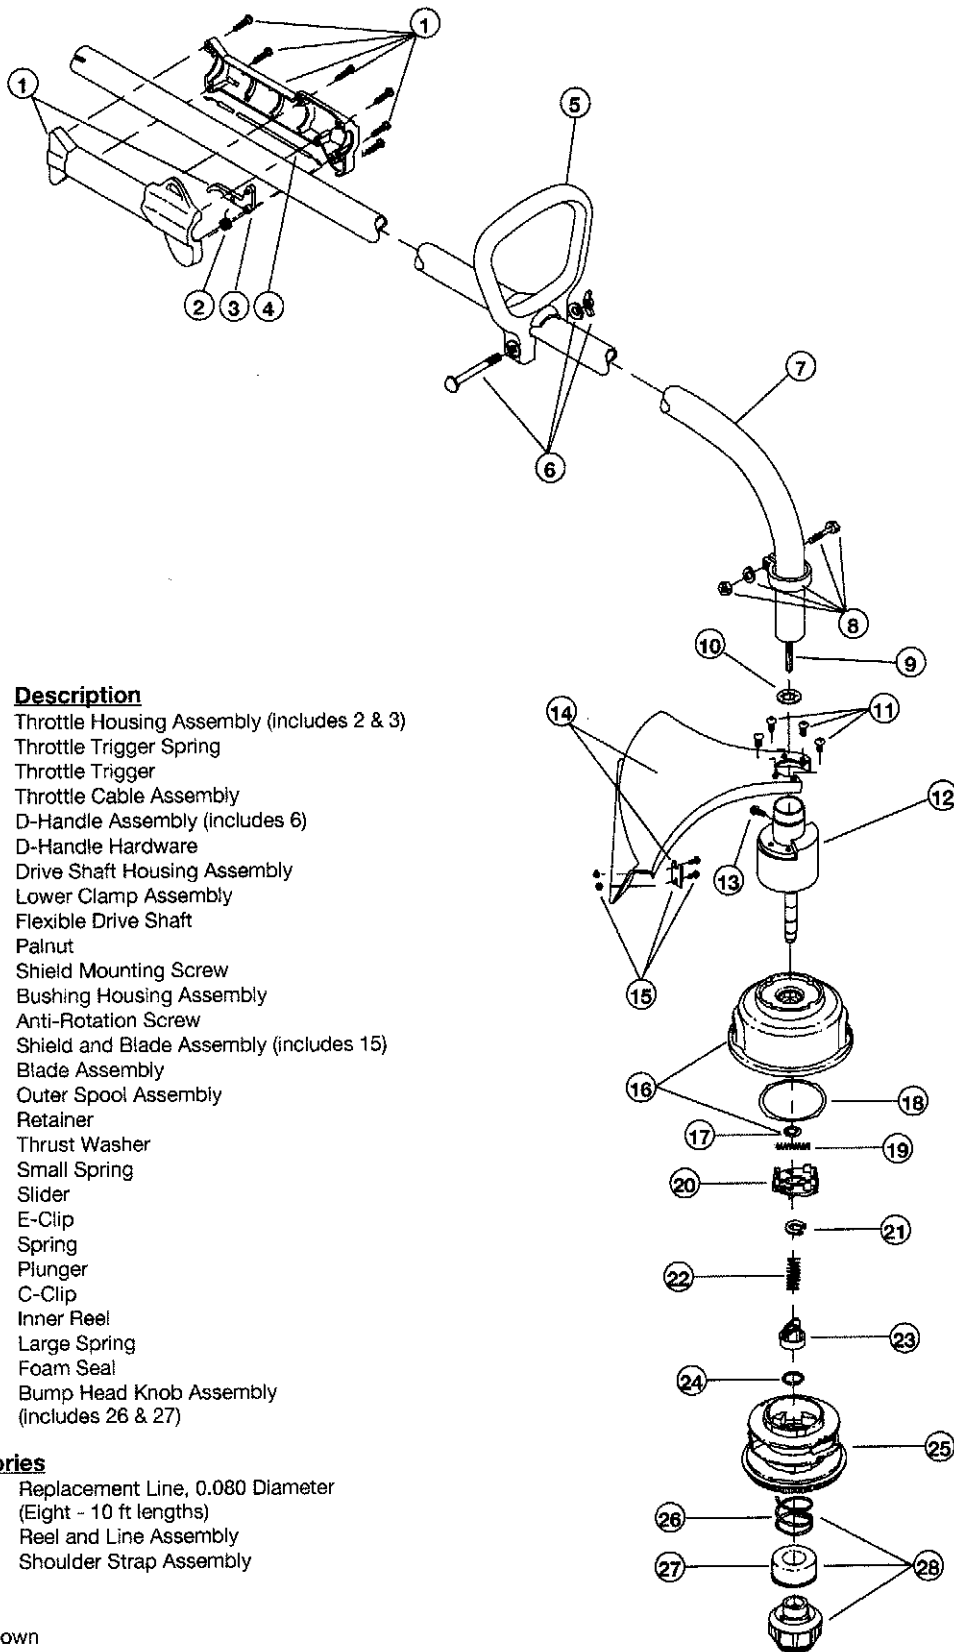 1
1
5
2
3
4
7
6
8
9
10
Description
Throttle Housing Assembly (includes 2 & 3)
Throttle Trigger Spring
Throttle Trigger
Throttle Cable Assembly
D-Handle Assembly (includes 6)
D-Handle Hardware
Drive Shaft Housing Assembly
Lower Clamp Assembly
Flexible Drive Shaft
Palnut
Shield Mounting Screw
Bushing Housing Assembly
Anti-Rotation Screw
Shield and Blade Assembly (includes 15)
Blade Assembly
Outer Spool Assembly
Retainer
Thrust Washer
Small Spring
Slider
E-Clip
Spring
Plunger
C-Clip
Inner Reel
Large Spring
Foam Seal
Bump Head Knob Assembly
(includes 26 & 27)
ories
Replacement Line, 0.080 Diameter
(Eight - 10 ft lengths)
Reel and Line Assembly
Shoulder Strap Assembly
own
11
14
12
13
15
16
18
17
19
20
21
22
23
24
25
26
27
28